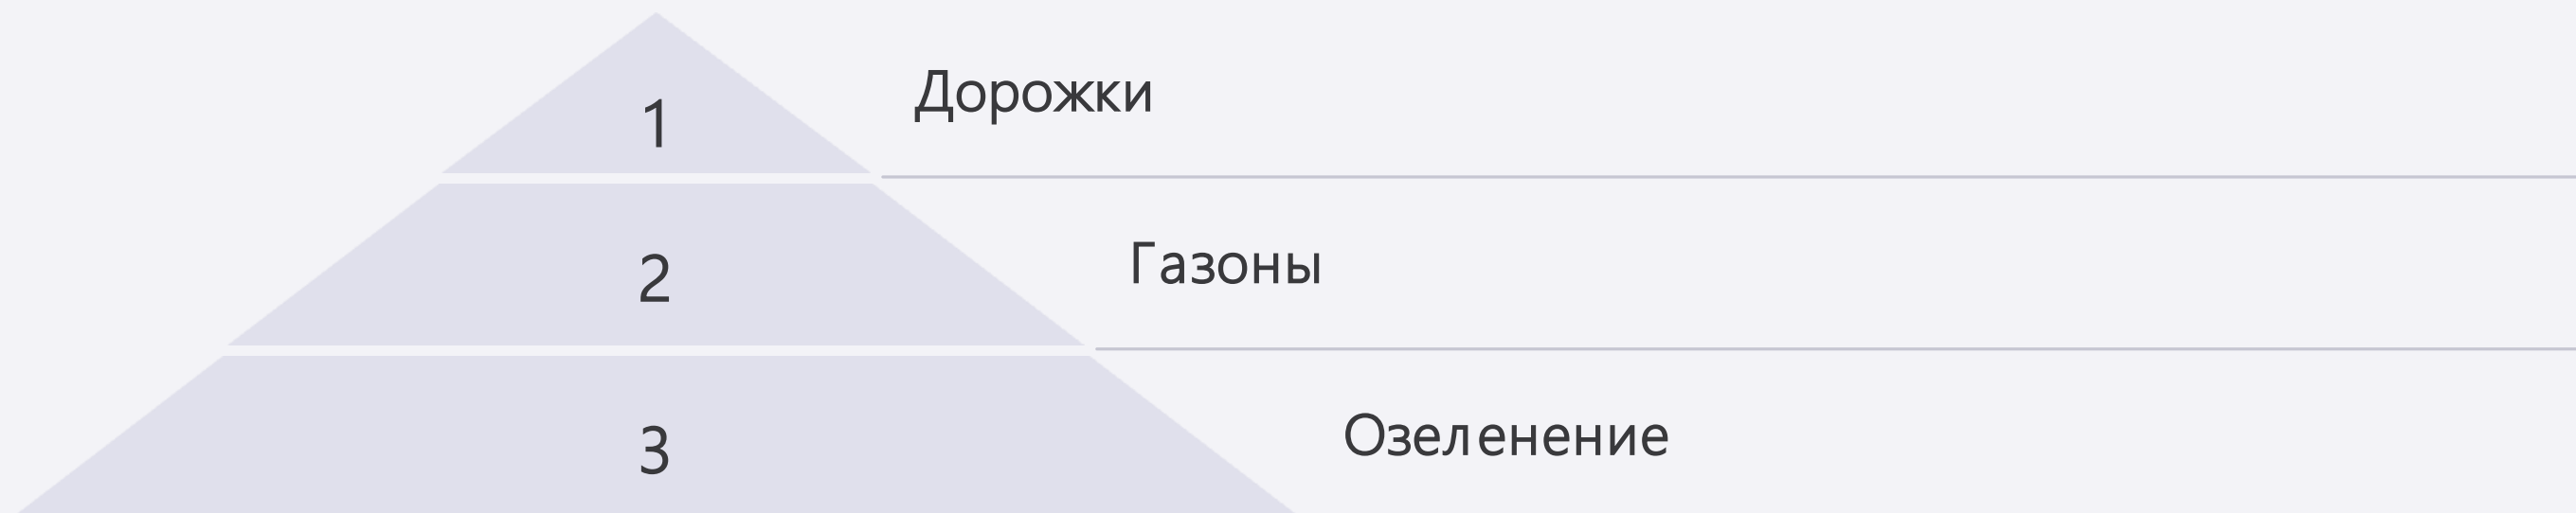 1
Дорожки
2
Газоны
3
Озеленение